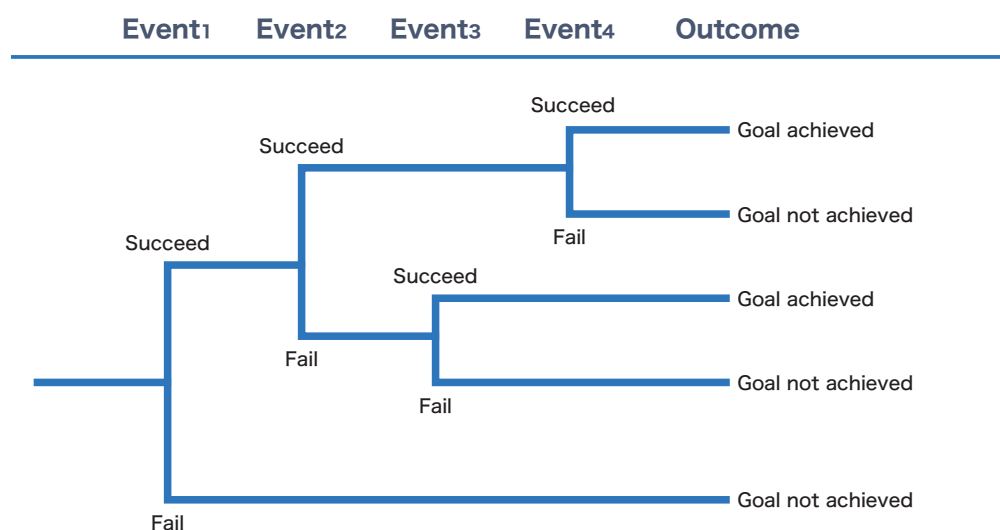 Event1 Event2 Event3 Event4 Outcome
Succeed
Goal achieved
Succeed
Goal not achieved
Fail
Succeed
Succeed
Goal achieved
Fail
Goal not achieved
Fail
Goal not achieved
Fail